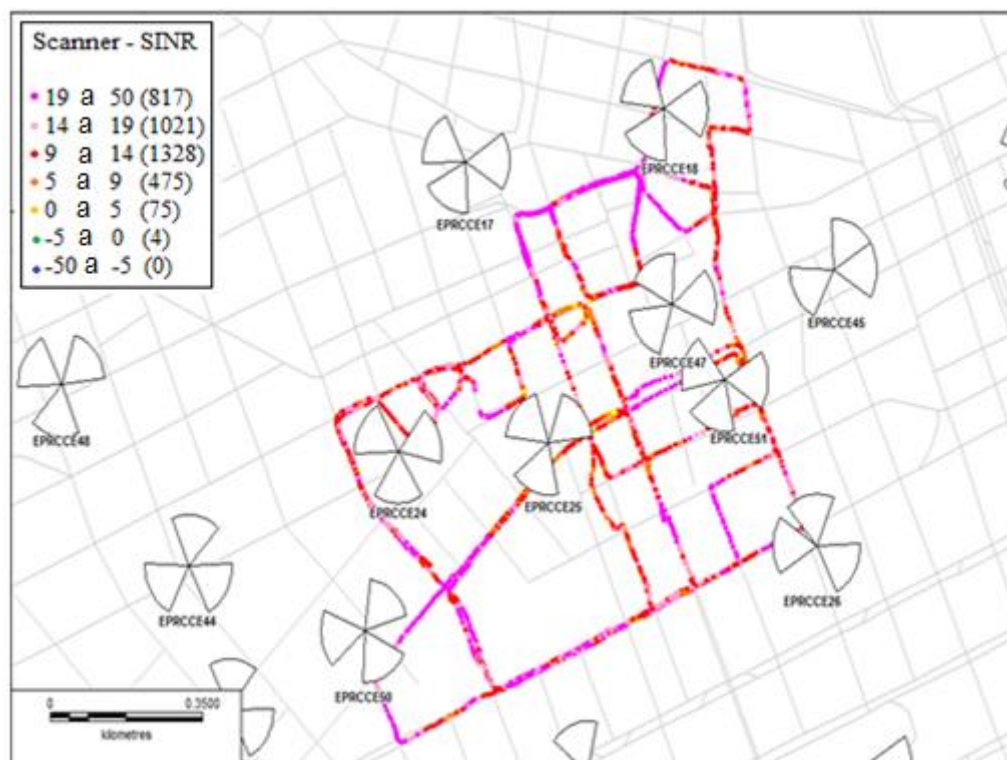 Scanner - SINR
19 a 50 (817)
14 a 19 (1021)
9 a 14 (1328)
5 a 9 (475)
0 a 5 (75)
-5 a 0 (4)
-50 a -5 (0)
EPRCCE18
EPRCCE17
EPRCCE45
EPRCCE47
EPRCCE48
EPRCCE51
EPRCCE24
EPRCCE25
EPRCCE26
EPRCCE44
EPRCCE50
0 0.3500
kilometres